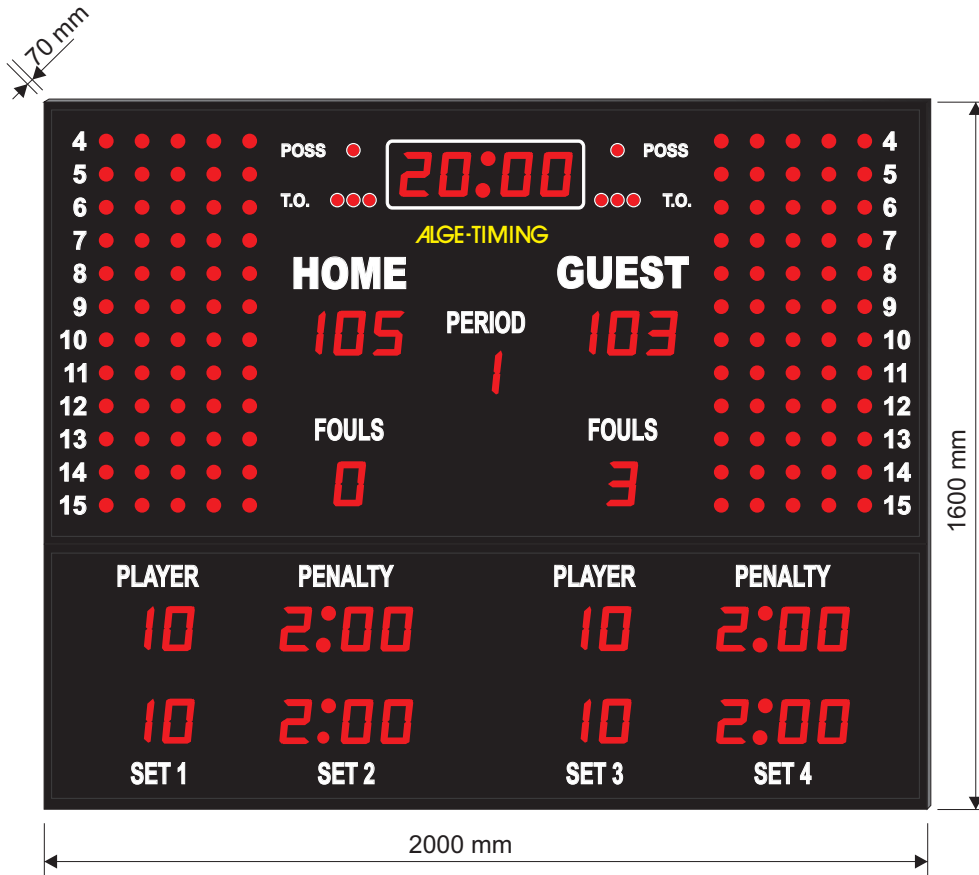 70 mm
4 POSS 20:00 POSS 4
5 5
6 T.O. T.O. 6
7 ALGE-TIMING 7
8 HOME GUEST 8
9 9
PERIOD
10 105 103 10
11 1 11
12 12
13 FOULS FOULS 13
14 0 3 14
15 15
1600 mm
PLAYER PENALTY PLAYER PENALTY
10 2:00 10 2:00
10 2:00 10 2:00
SET 1 SET 2 SET 3 SET 4
2000 mm